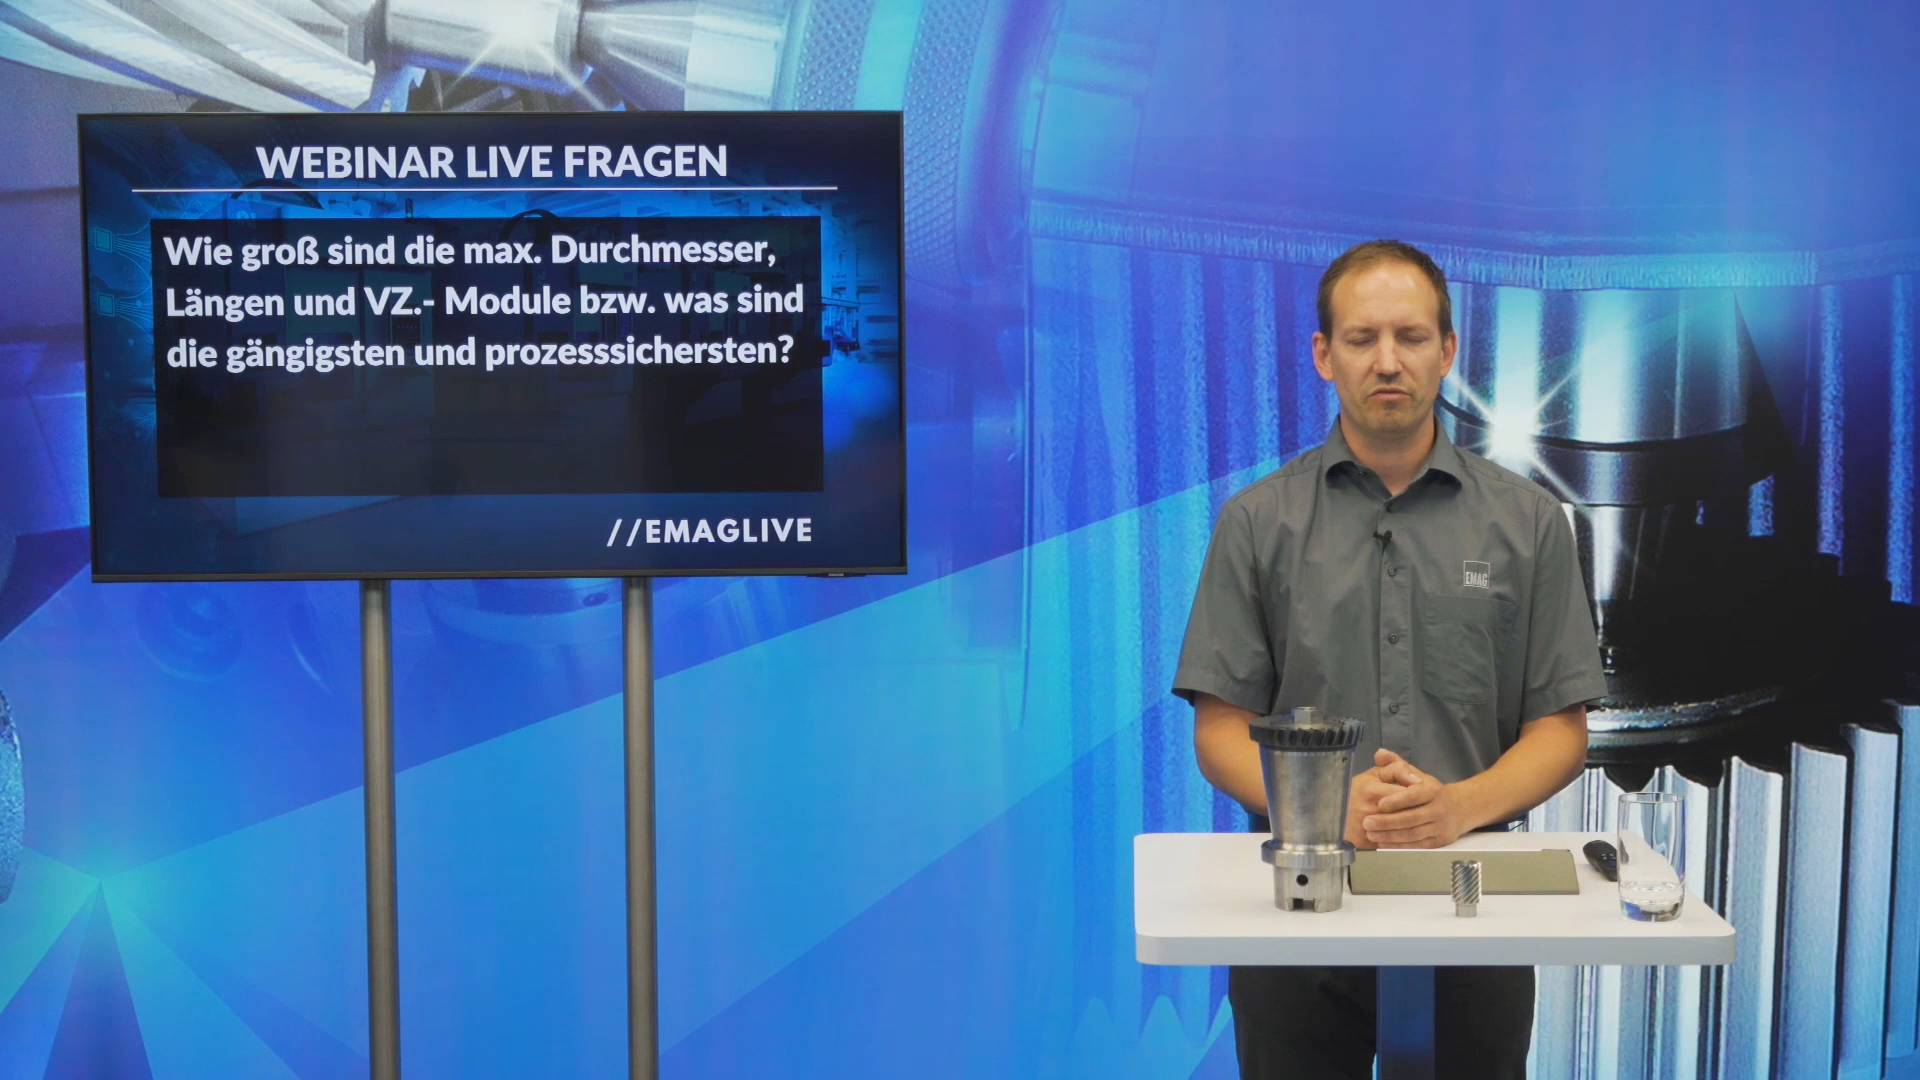 WEBINAR LIVE FRAGEN
Wie groß sind die max. Durchmesser,
Längen und VZ.- Module bzw. was sind
die gängigsten und prozesssichersten?
//EMAGLIVE
EMAG